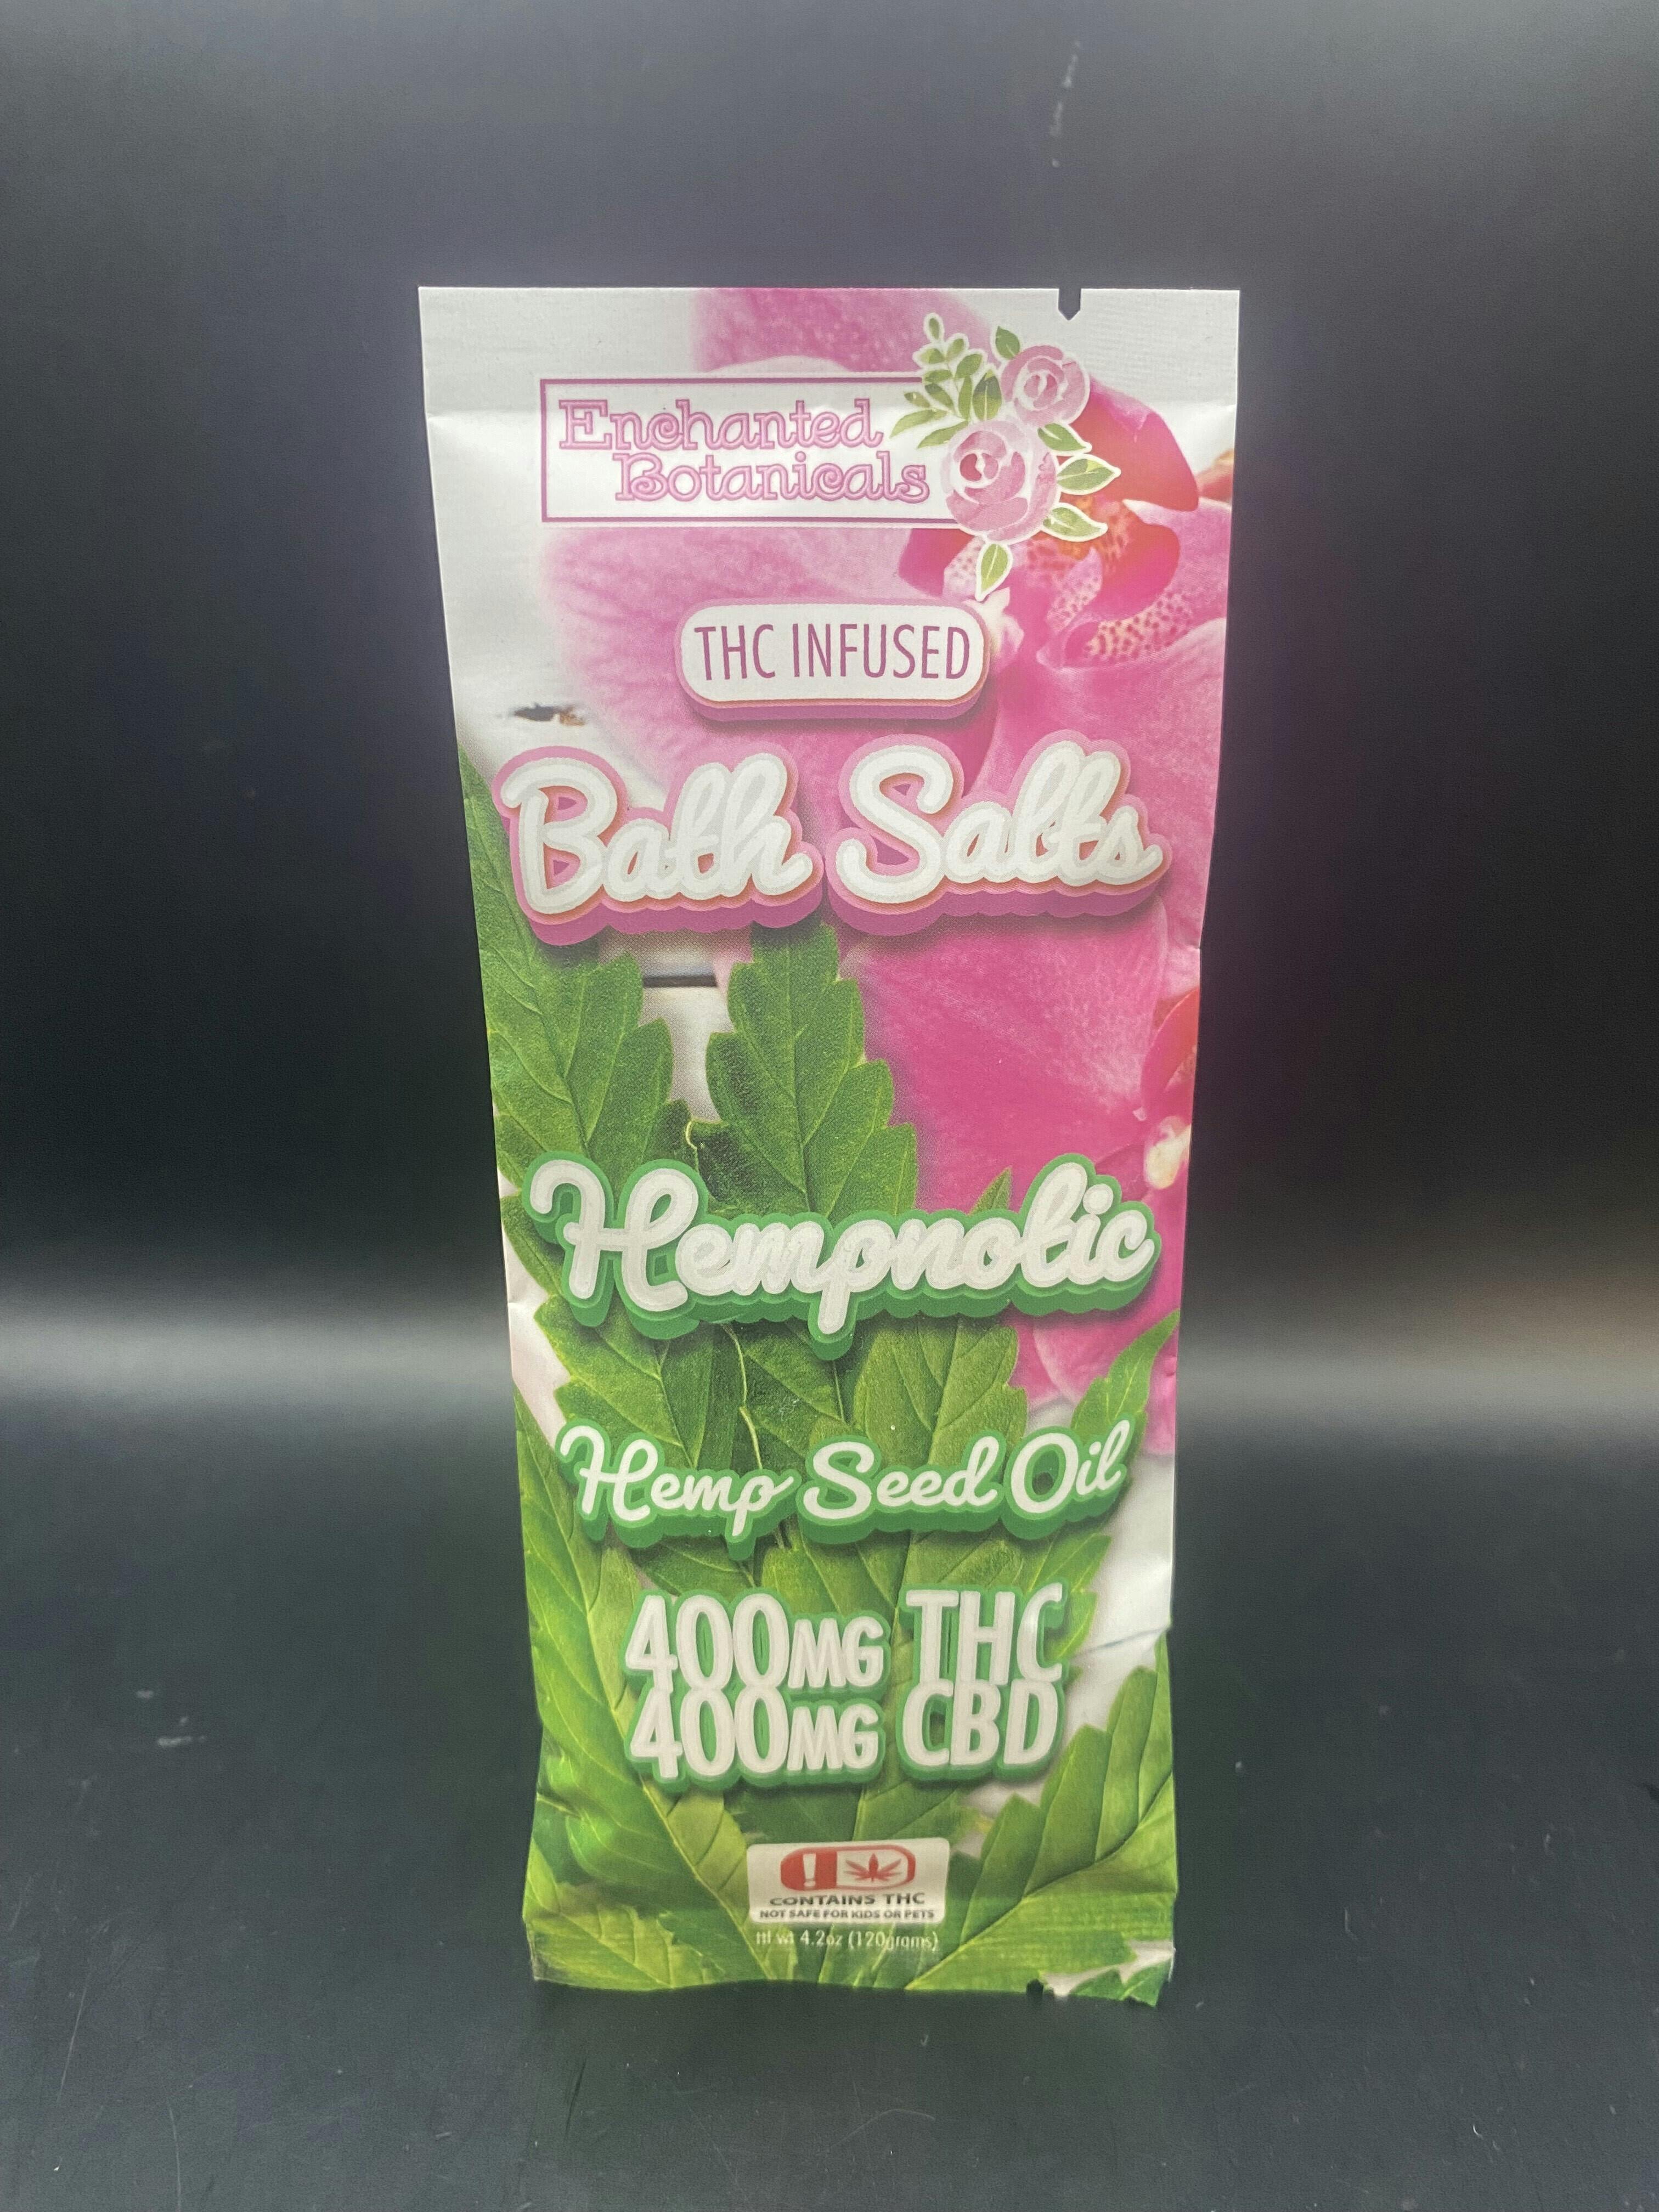 Enchanted
Botanicals
THC INFUSED
Bath Salts
Hempnotic
Hemp Seed Oil
400MG THC
400MG CBD
CONTAINS THC
NOT SAFE FOR KIDS OR PETS
wt 4.2oz (120grams)